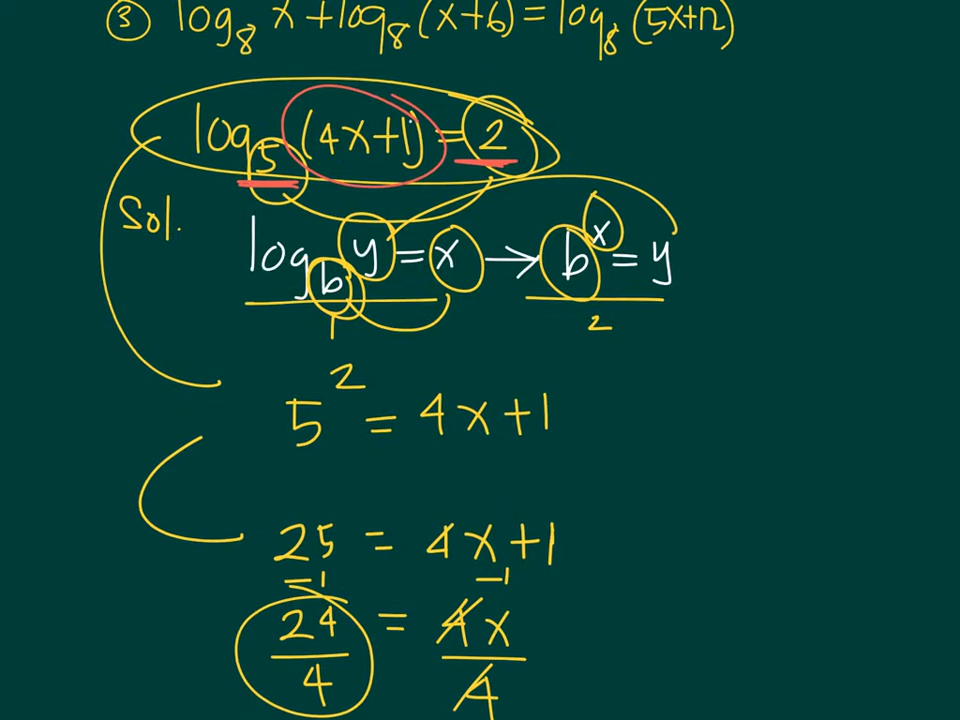 ③ log₈ x + log₈ (x+6) = log₈ (5x+12)
log₅ (4x+1) = 2
Sol.
log_b y = x → b^x = y
1 2
5² = 4x+1
25 = 4x+1
-1 -1
24/4 = 4x/4